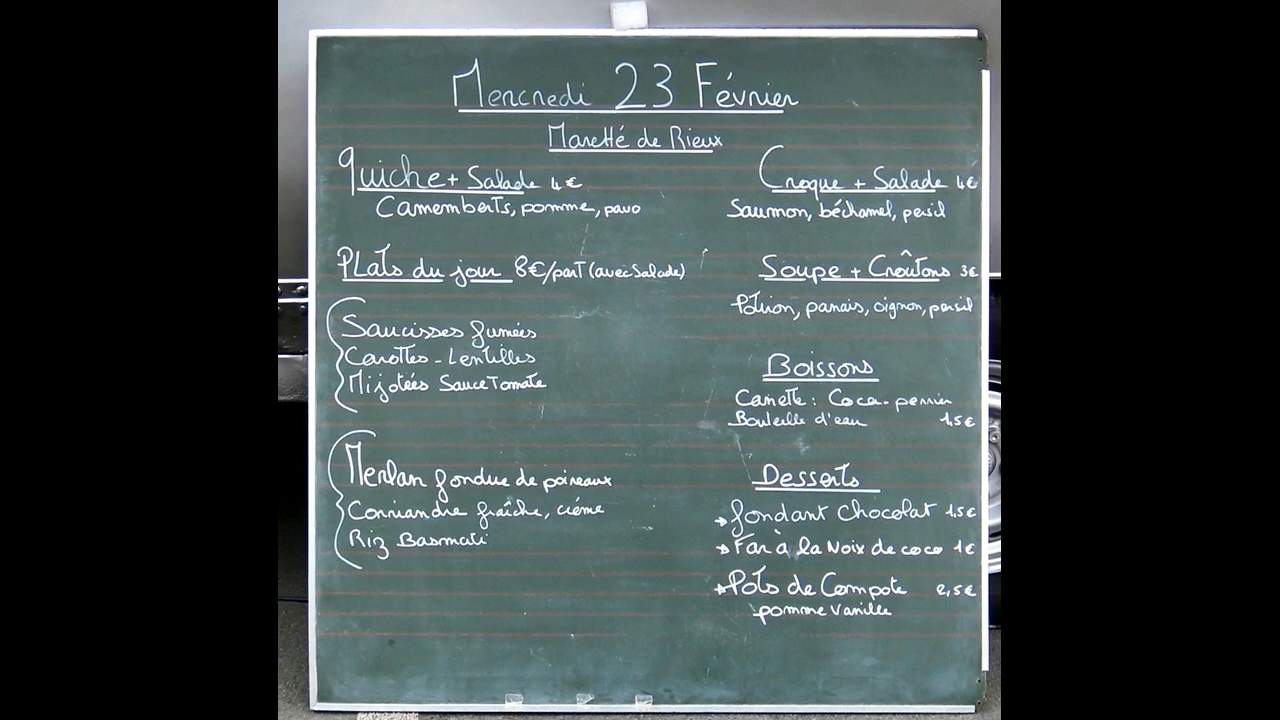 Mercredi 23 Février
Marché de Rieux
Quiche + Salade 4€
Camemberts, pomme, pavo
Plats du jour 8€/part (avec salade)
Saucisses fumées
Carottes - Lentilles
Mijotées Sauce Tomate
Merlan fondue de poireaux
Corriandre fraîche, crème
Riz Basmati
Croque + Salade 4€
Saumon, béchamel, persil
Soupe + Croûtons 3€
Potiron, panais, oignon, persil
Boissons
Canette : Coca - perrier
Bouteille d'eau 1,5€
Desserts
→ fondant chocolat 1,5€
→ Far à la Noix de coco 1€
→ Pots de Compote 2,5€
pomme Vanille